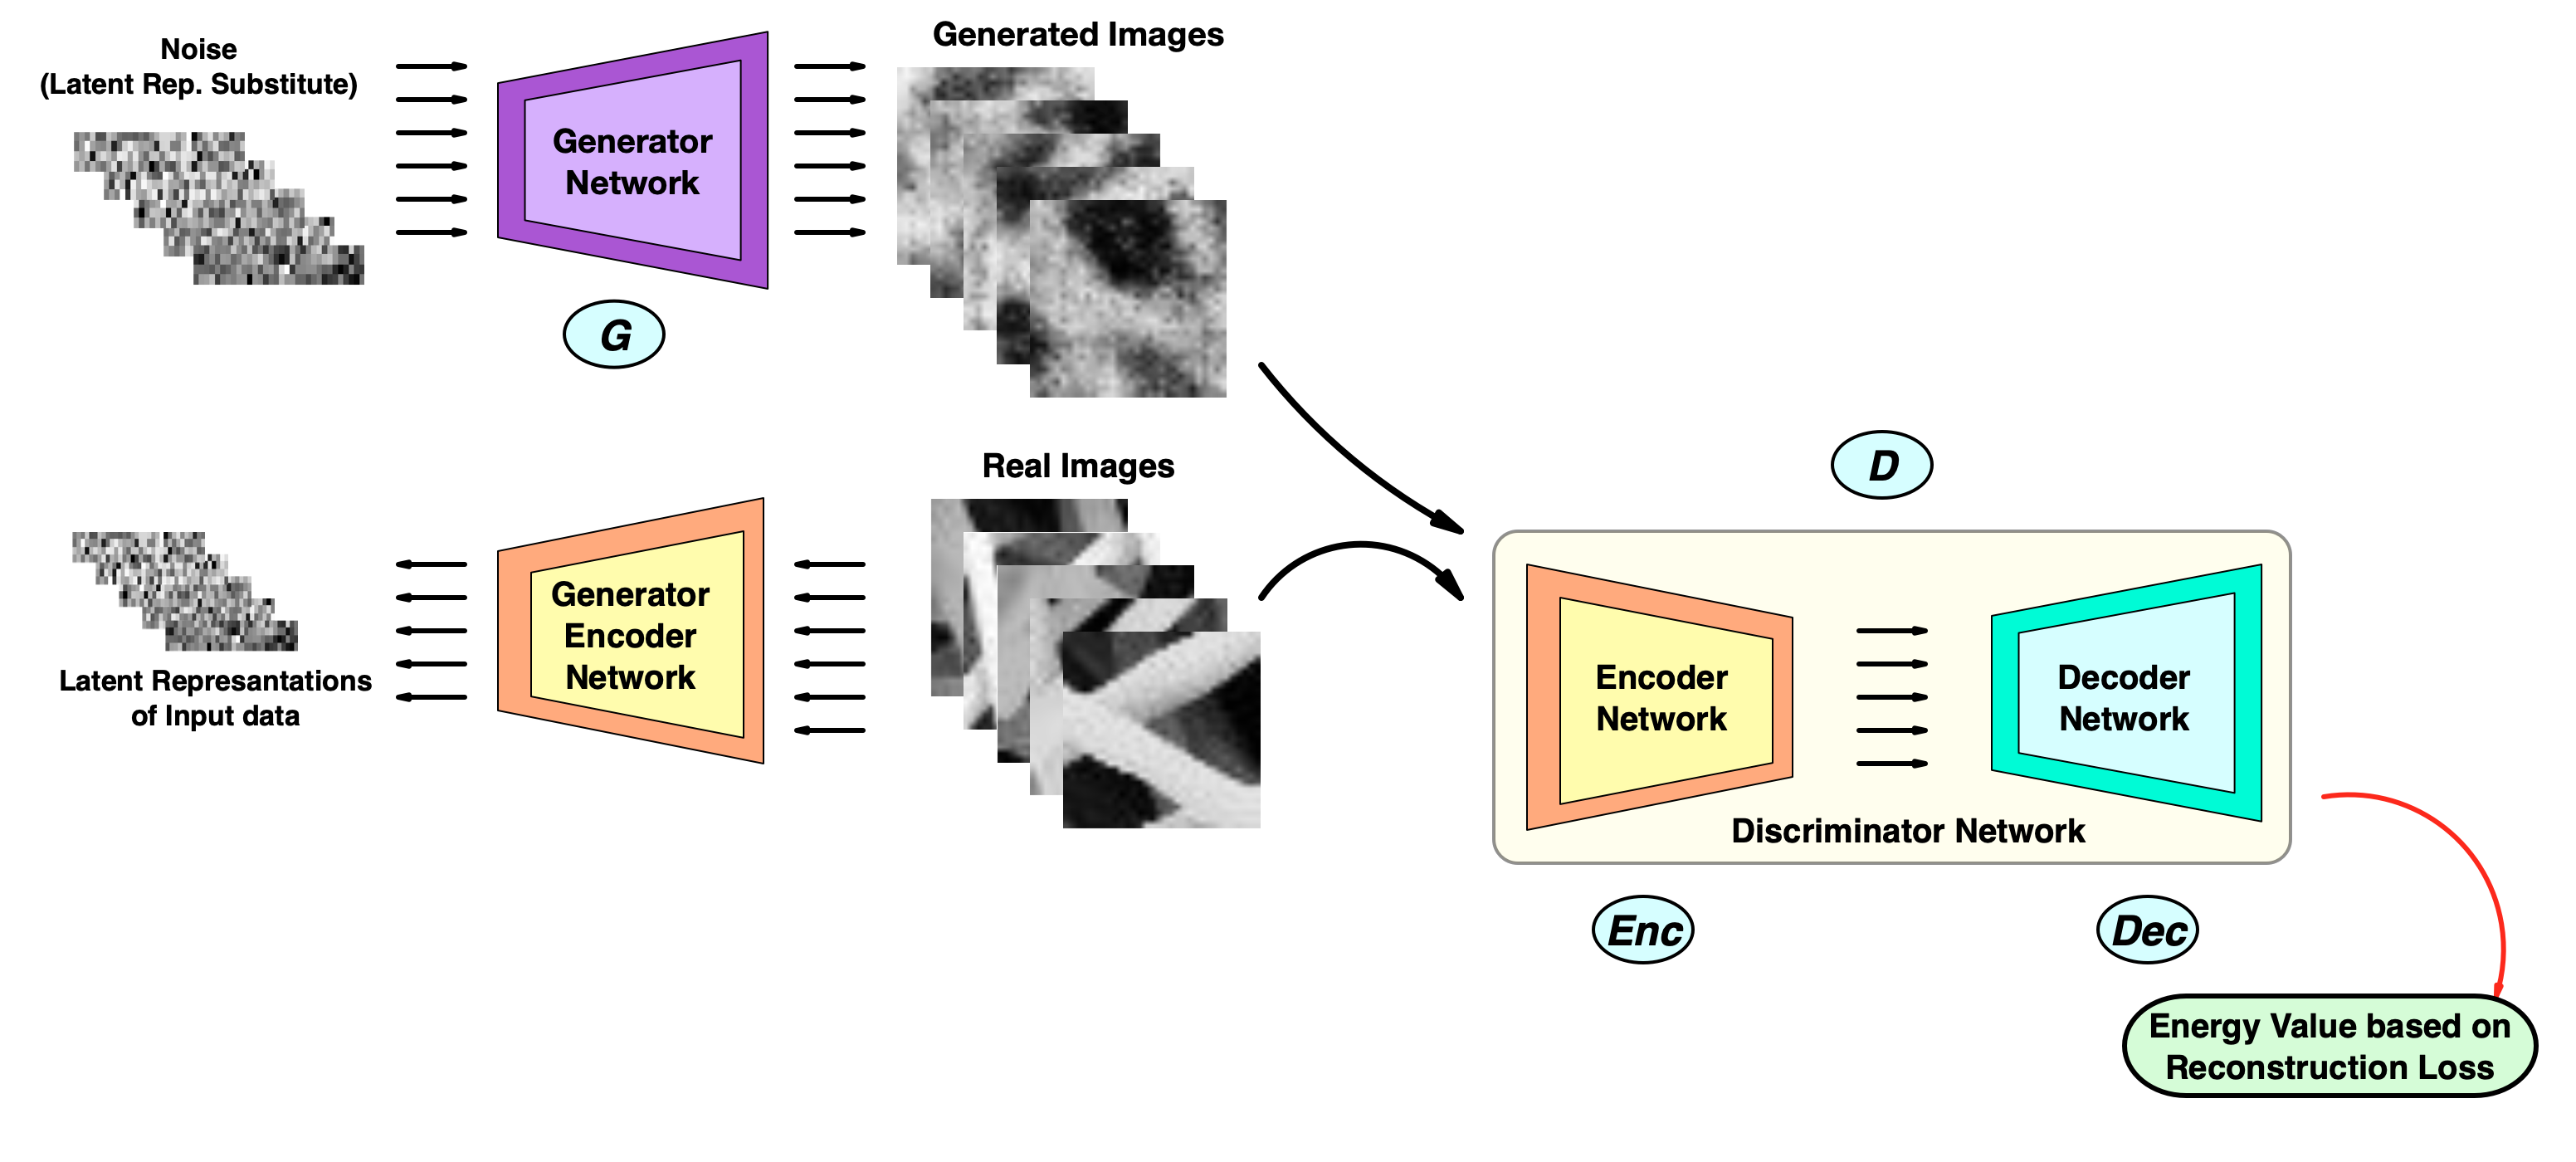 Noise
(Latent Rep. Substitute)
Generator
Network
G
Generated Images
Real Images
Generator
Encoder
Network
Latent Represantations
of Input data
D
Encoder
Network
Decoder
Network
Discriminator Network
Enc
Dec
Energy Value based on
Reconstruction Loss